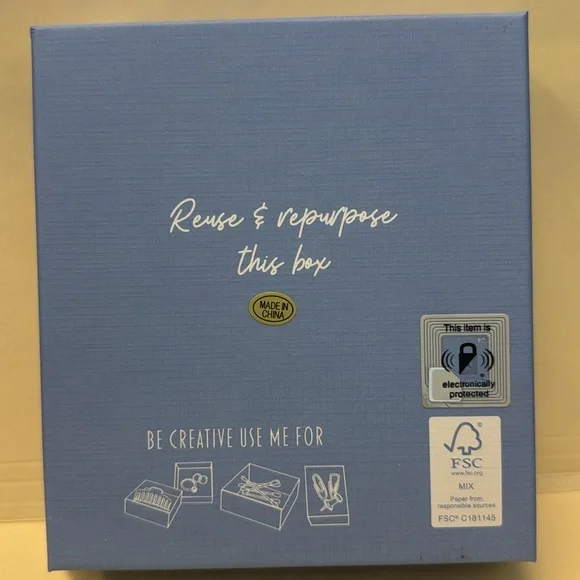 Reuse & repurpose
this box
MADE IN
CHINA
This item is
electronically
protected
BE CREATIVE USE ME FOR
FSC
www.fsc.org
MIX
Paper from
responsible sources
FSC® C181145